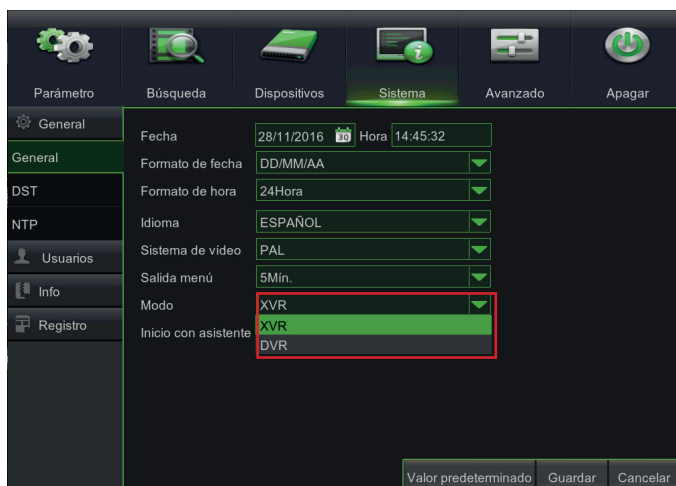 Parámetro Búsqueda Dispositivos Sistema Avanzado Apagar
General
General
DST
NTP
Usuarios
Info
Registro
Fecha 28/11/2016 30 Hora 14:45:32
Formato de fecha DD/MM/AA
Formato de hora 24Hora
Idioma ESPAÑOL
Sistema de vídeo PAL
Salida menú 5Mín.
Modo XVR
XVR
Inicio con asistente
DVR
Valor predeterminado Guardar Cancelar